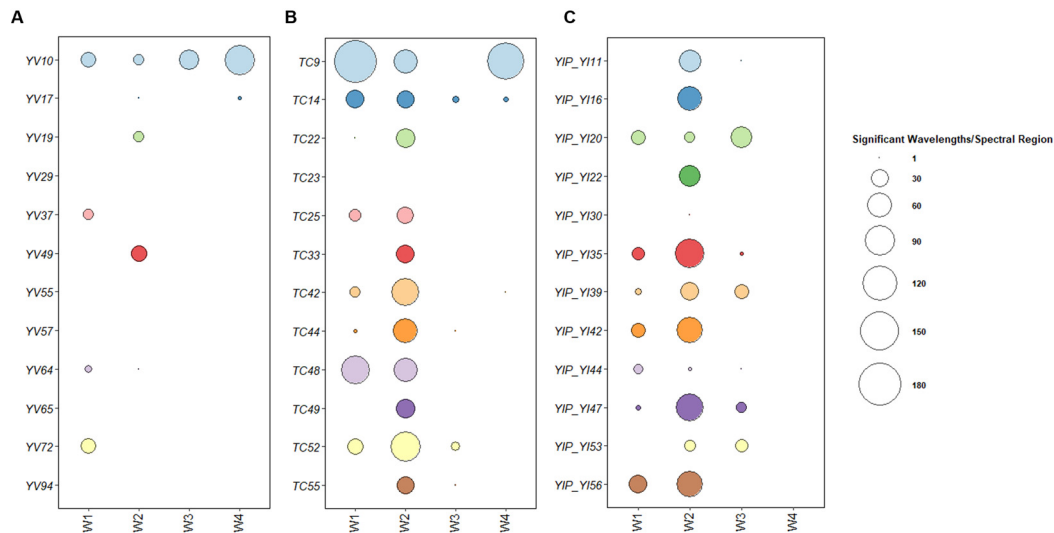 A
YV10
YV17
YV19
YV29
YV37
YV49
YV55
YV57
YV64
YV65
YV72
YV94
W1 W2 W3 W4
B
TC9
TC14
TC22
TC23
TC25
TC33
TC42
TC44
TC48
TC49
TC52
TC55
W1 W2 W3 W4
C
YIP_YI11
YIP_YI16
YIP_YI20
YIP_YI22
YIP_YI30
YIP_YI35
YIP_YI39
YIP_YI42
YIP_YI44
YIP_YI47
YIP_YI53
YIP_YI56
W1 W2 W3 W4
Significant Wavelengths/Spectral Region
1
30
60
90
120
150
180